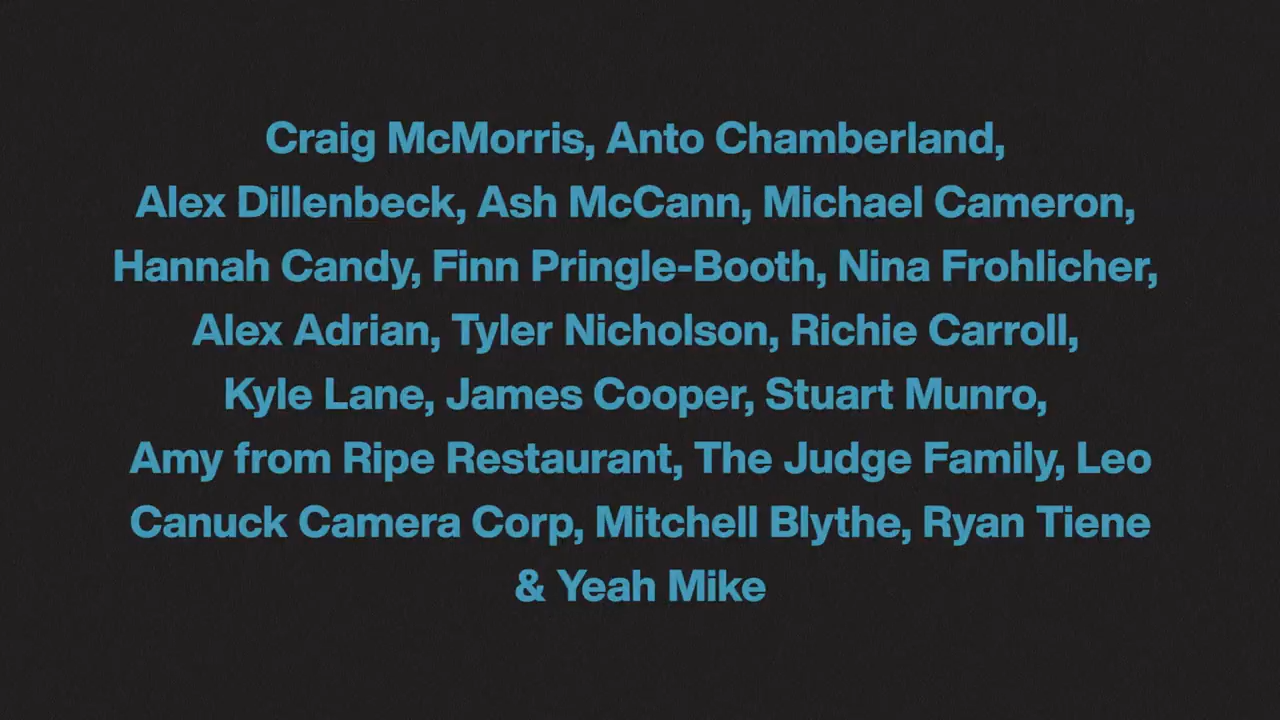 Craig McMorris, Anto Chamberland,
Alex Dillenbeck, Ash McCann, Michael Cameron,
Hannah Candy, Finn Pringle-Booth, Nina Frohlicher,
Alex Adrian, Tyler Nicholson, Richie Carroll,
Kyle Lane, James Cooper, Stuart Munro,
Amy from Ripe Restaurant, The Judge Family, Leo
Canuck Camera Corp, Mitchell Blythe, Ryan Tiene
& Yeah Mike